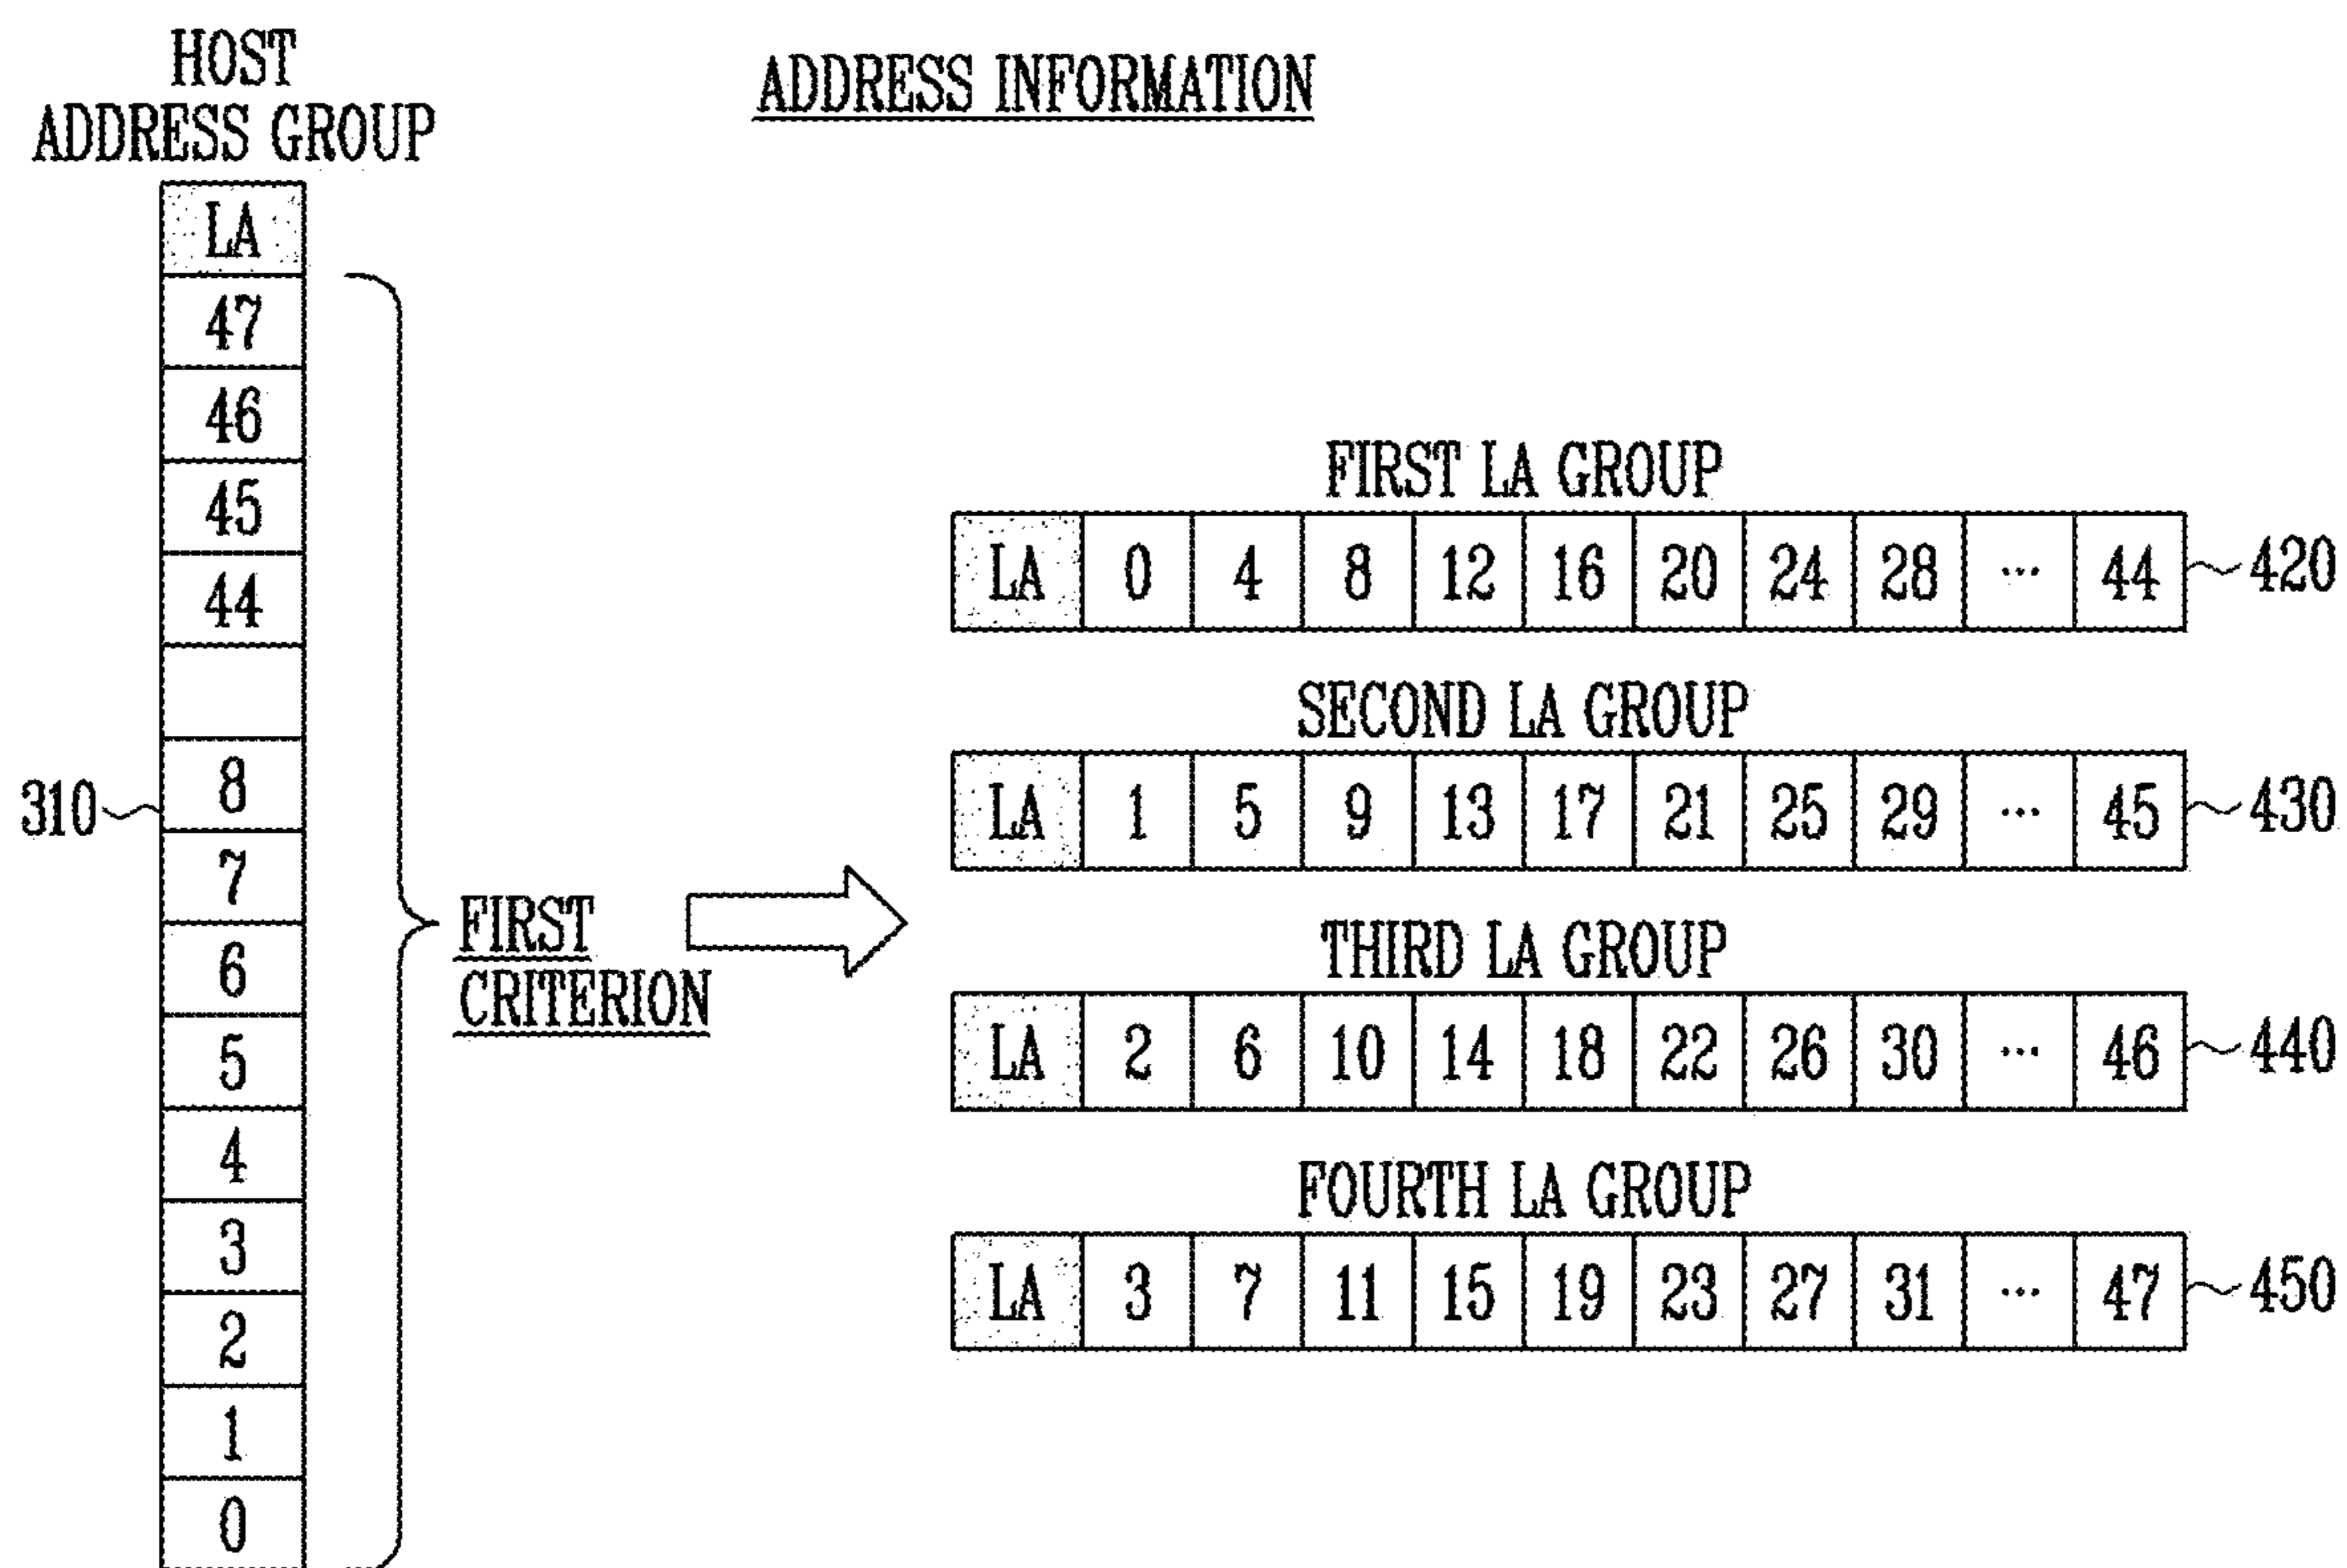 HOST
ADDRESS GROUP
ADDRESS INFORMATION
LA
47
46
45
44
8
7
6
5
4
3
2
1
0
310
FIRST
CRITERION
FIRST LA GROUP
LA 0 4 8 12 16 20 24 28 ... 44 420
SECOND LA GROUP
LA 1 5 9 13 17 21 25 29 ... 45 430
THIRD LA GROUP
LA 2 6 10 14 18 22 26 30 ... 46 440
FOURTH LA GROUP
LA 3 7 11 15 19 23 27 31 ... 47 450